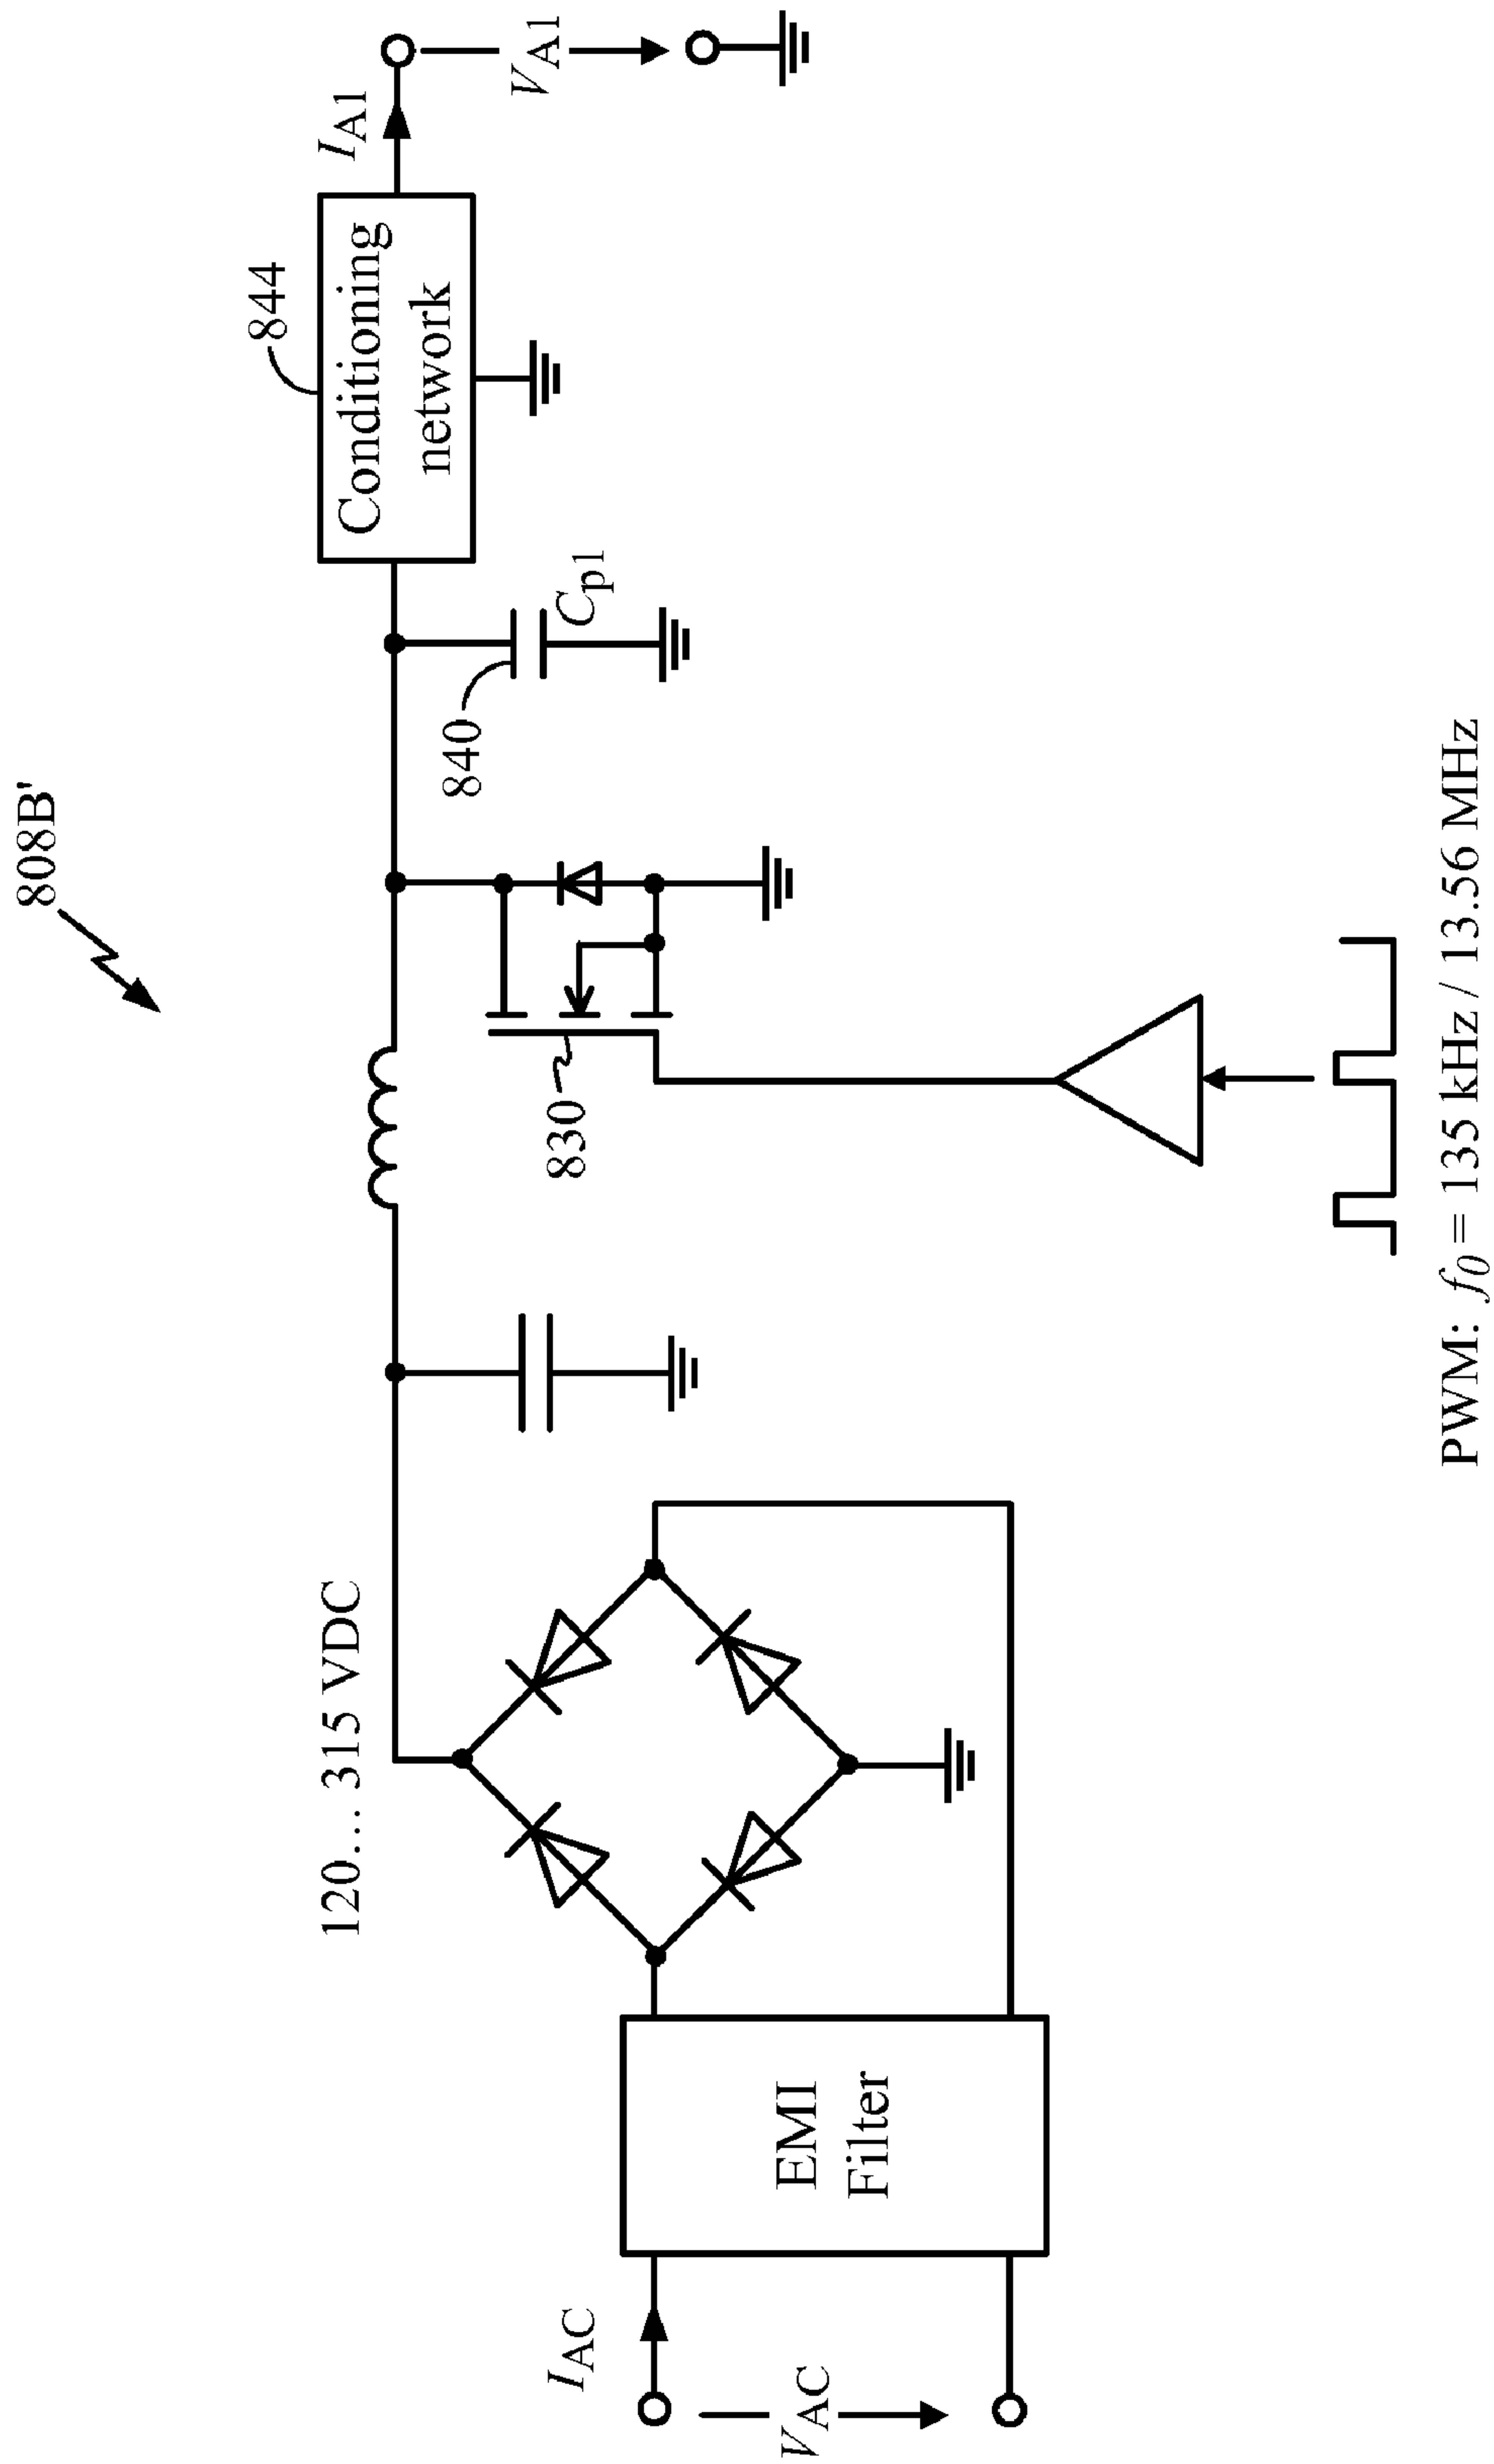 808B'
I_AC
V_AC
EMI
Filter
120... 315 VDC
830
840
C_p1
844
Conditioning
network
I_A1
V_A1
PWM: f_0 = 135 kHz / 13.56 MHz